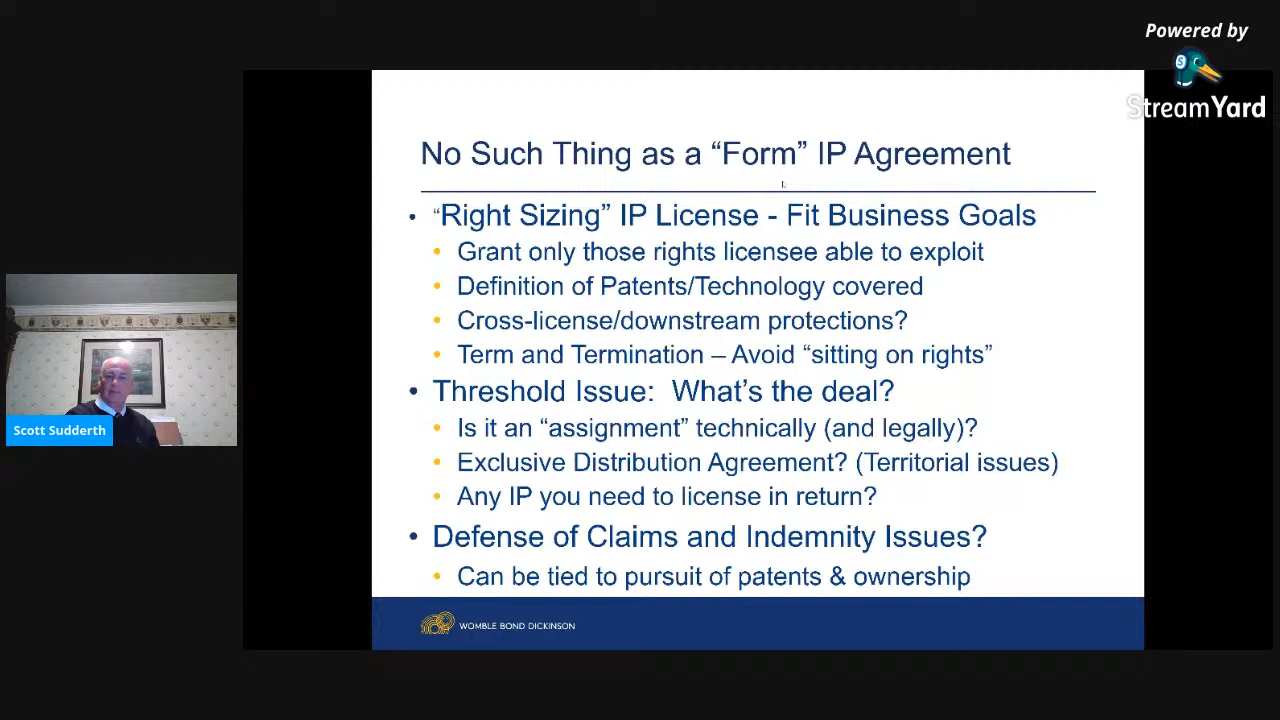 Powered by
StreamYard
No Such Thing as a “Form” IP Agreement
• “Right Sizing” IP License - Fit Business Goals
• Grant only those rights licensee able to exploit
• Definition of Patents/Technology covered
• Cross-license/downstream protections?
• Term and Termination – Avoid “sitting on rights”
• Threshold Issue:  What’s the deal?
• Is it an “assignment” technically (and legally)?
• Exclusive Distribution Agreement? (Territorial issues)
• Any IP you need to license in return?
• Defense of Claims and Indemnity Issues?
• Can be tied to pursuit of patents & ownership
WOMBLE BOND DICKINSON
Scott Sudderth